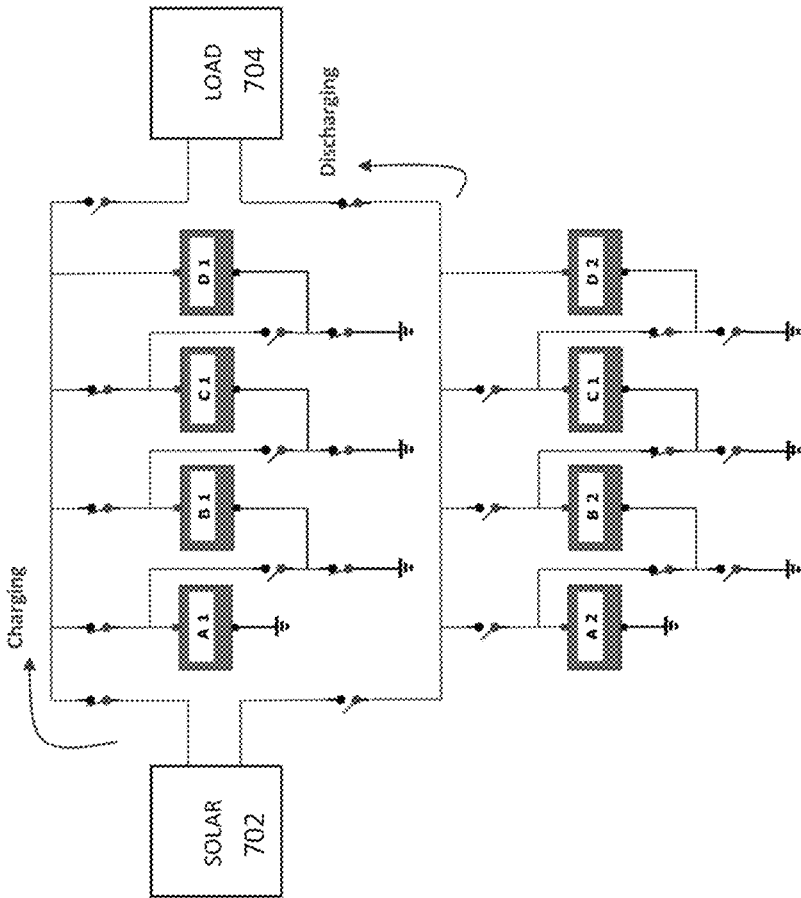 Charging
SOLAR
702
LOAD
704
Discharging
A 1
B 1
C 1
D 1
A 2
B 2
C 1
D 2